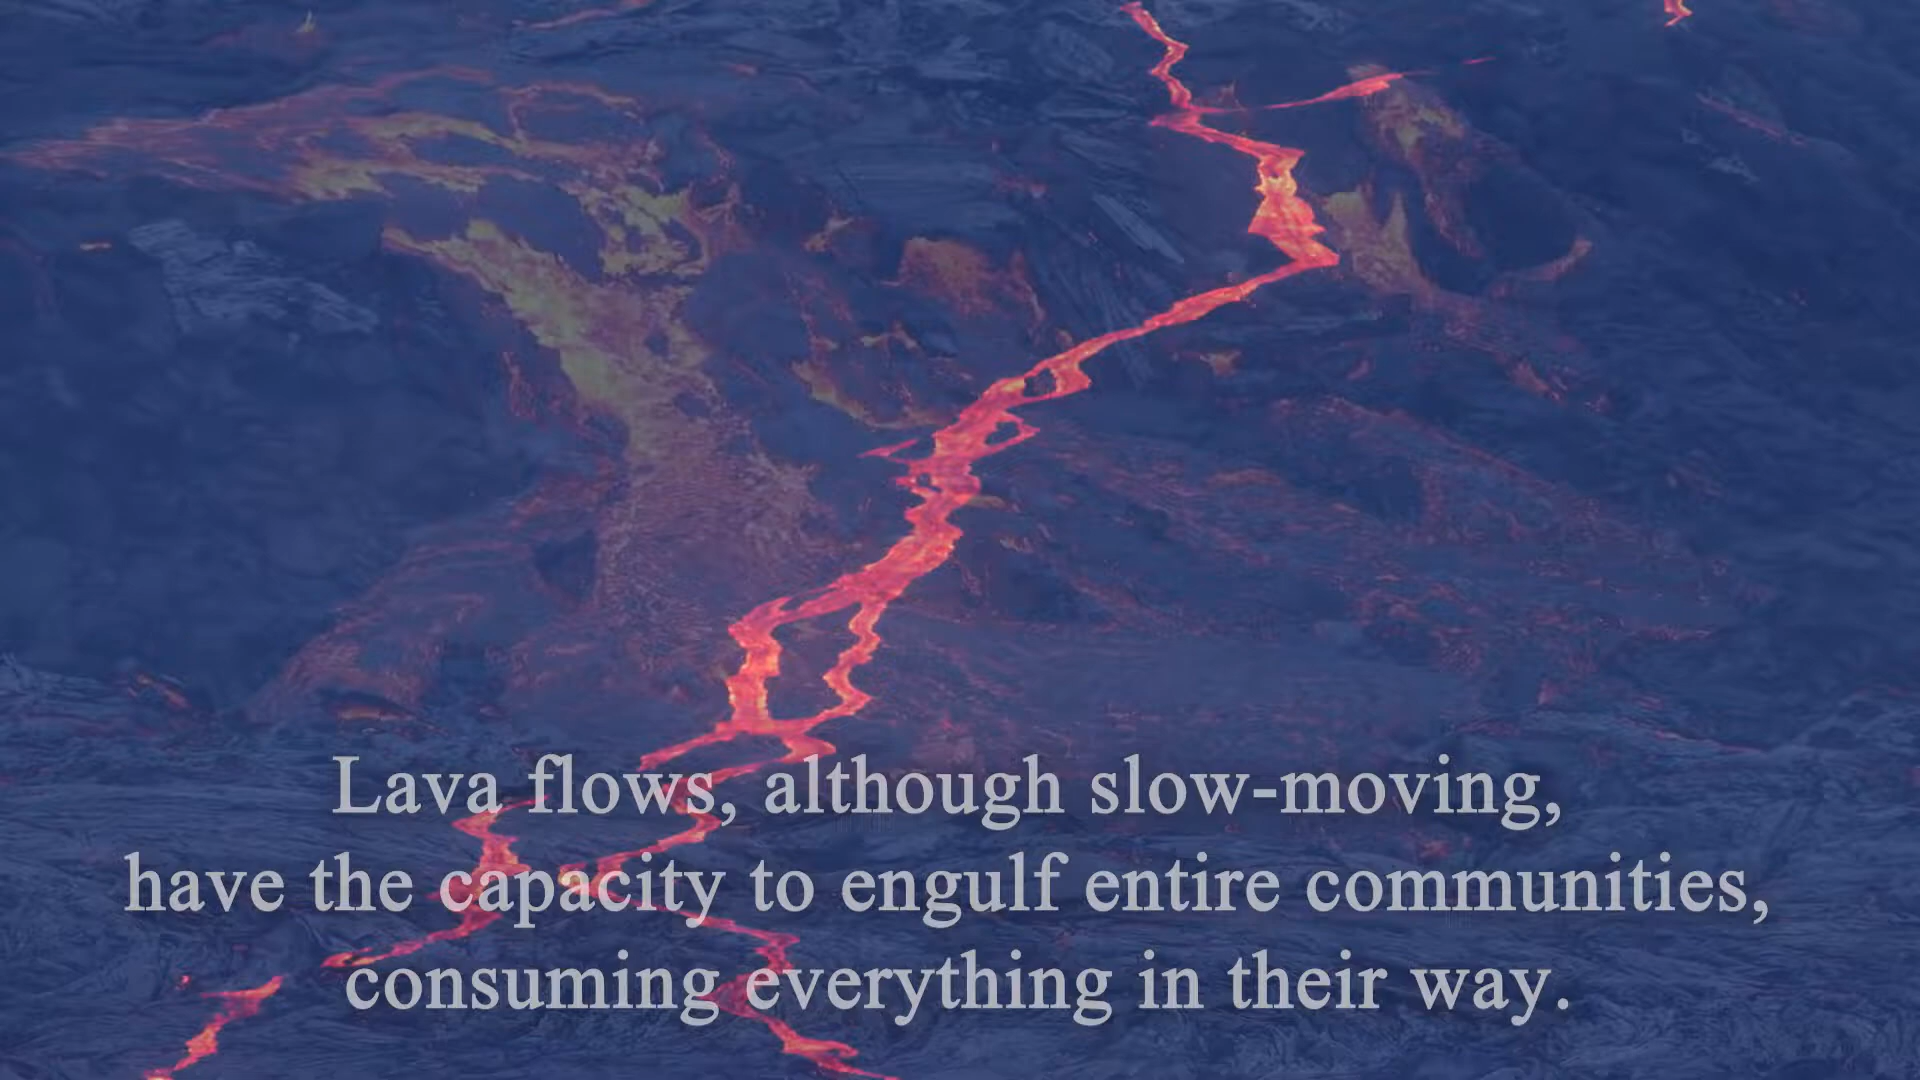 Lava flows, although slow-moving,
have the capacity to engulf entire communities,
consuming everything in their way.